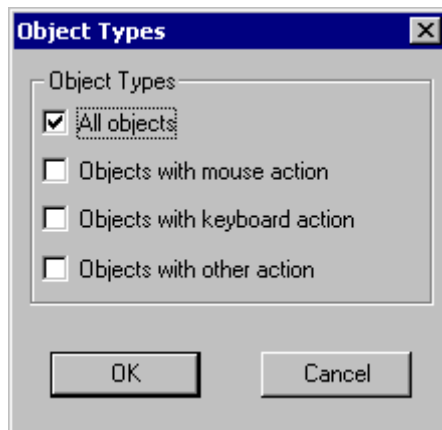 Object Types
Object Types
All objects
Objects with mouse action
Objects with keyboard action
Objects with other action
OK
Cancel